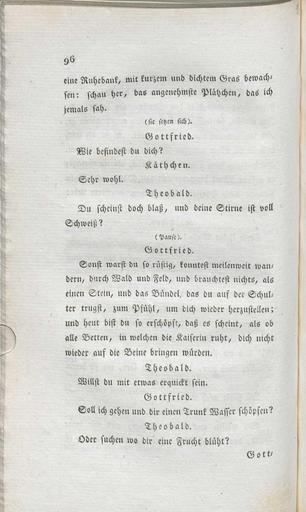 96
eine Ruhebank, mit kurzem und dichtem Gras bewach-
sen: schau her, das angenehmste Plätzchen, das ich
jemals sah.
(sie setzen sich).
Gottfried.
Wie befindest du dich?
Käthchen.
Sehr wohl.
Theobald.
Du scheinst doch blaß, und deine Stirne ist voll
Schweiß?
(Pause).
Gottfried.
Sonst warst du so rüstig, konntest meilenweit wan-
dern, durch Wald und Feld, und brauchtest nichts, als
einen Stein, und das Bündel, das du auf der Schul-
ter trugst, zum Pfühl, um dich wieder herzustellen;
und heut bist du so erschöpft, daß es scheint, als ob
alle Betten, in welchen die Kaiserin ruht, dich nicht
wieder auf die Beine bringen würden.
Theobald.
Willst du mit etwas erquickt sein.
Gottfried.
Soll ich gehen und dir einen Trunk Wasser schöpfen?
Theobald.
Oder suchen wo dir eine Frucht blüht?
Gott-